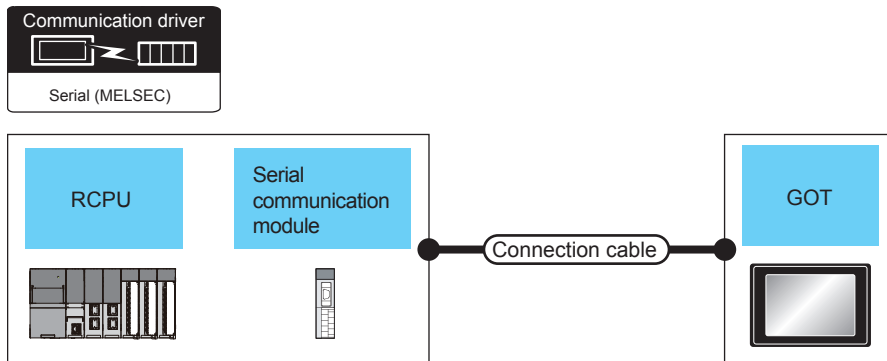 Communication driver
Serial (MELSEC)
RCPU
Serial
communication
module
Connection cable
GOT